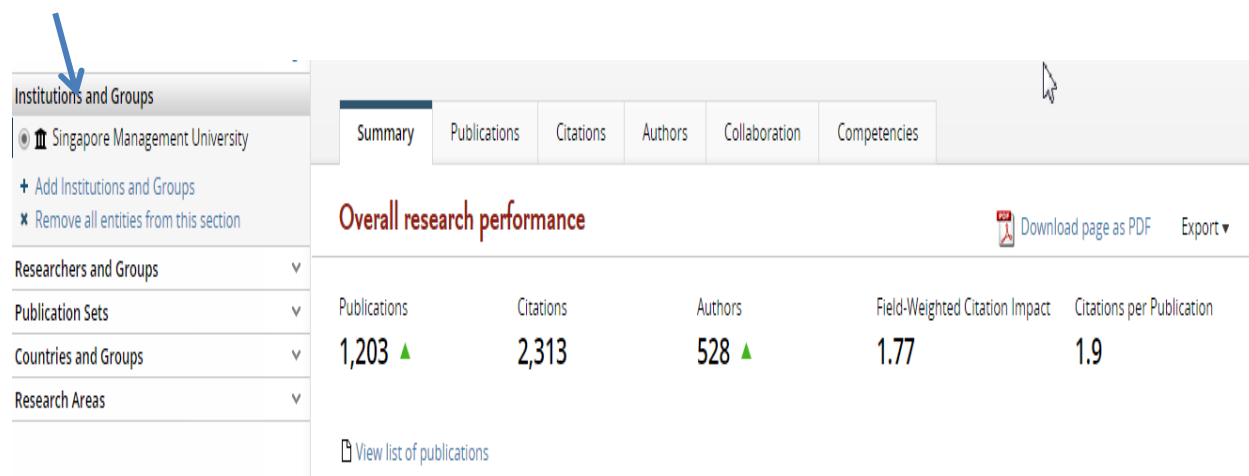 Institutions and Groups
Singapore Management University
+ Add Institutions and Groups
× Remove all entities from this section
Researchers and Groups
Publication Sets
Countries and Groups
Research Areas
Summary Publications Citations Authors Collaboration Competencies
Overall research performance
PDF Download page as PDF Export ▾
Publications Citations Authors Field-Weighted Citation Impact Citations per Publication
1,203 ▲ 2,313 528 ▲ 1.77 1.9
View list of publications